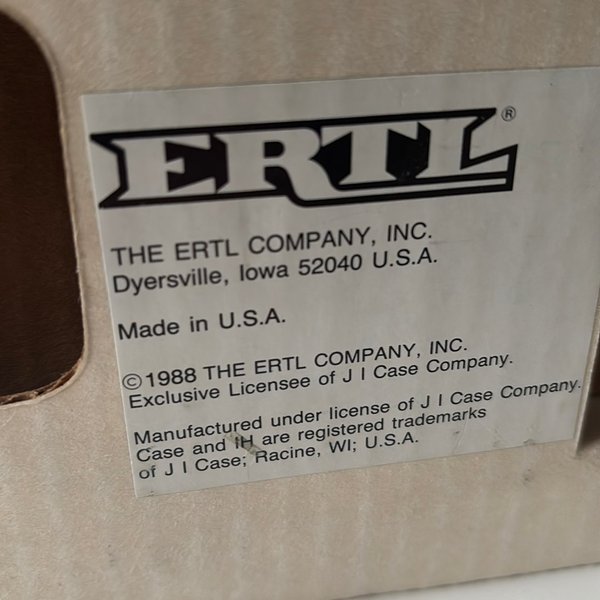 ERTL®
THE ERTL COMPANY, INC.
Dyersville, Iowa 52040 U.S.A.
Made in U.S.A.
©1988 THE ERTL COMPANY, INC.
Exclusive Licensee of J I Case Company.
Manufactured under license of J I Case Company.
Case and IH are registered trademarks
of J I Case; Racine, WI; U.S.A.